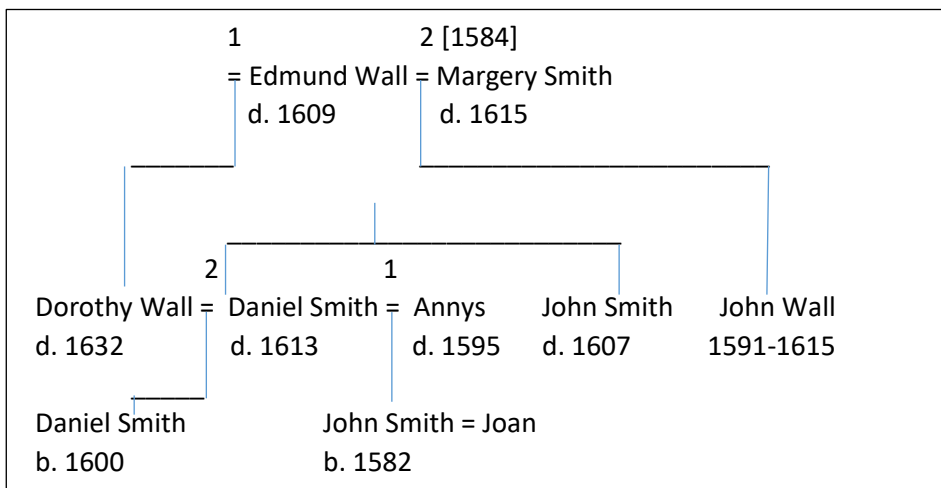 1 2 [1584]
= Edmund Wall = Margery Smith
d. 1609 d. 1615
2 1
Dorothy Wall = Daniel Smith = Annys John Smith John Wall
d. 1632 d. 1613 d. 1595 d. 1607 1591-1615
Daniel Smith John Smith = Joan
b. 1600 b. 1582